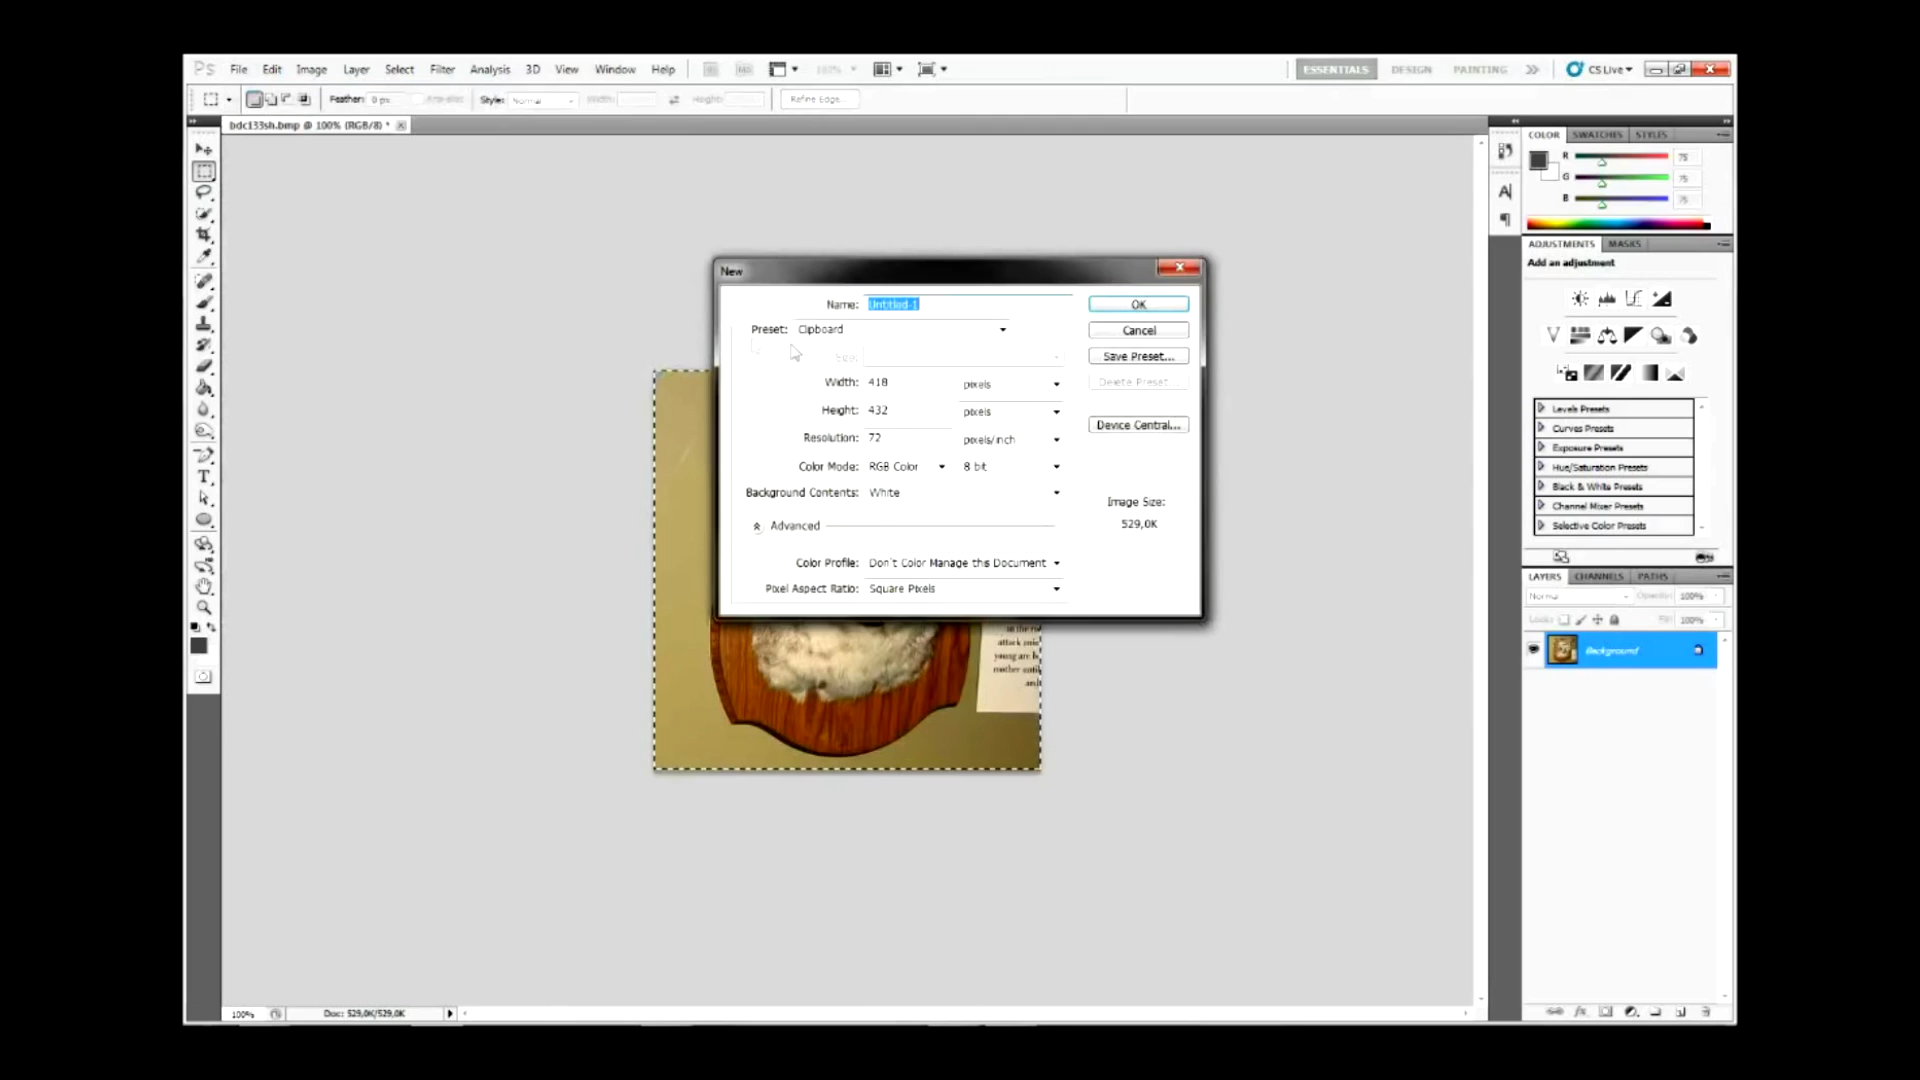 Ps File Edit Image Layer Select Filter Analysis 3D View Window Help
ESSENTIALS DESIGN PAINTING CS Live
Feather: 0 px Style: Normal Width: Height: Refine Edge...
bdc133sh.bmp @ 100% (RGB/8) *
COLOR SWATCHES STYLES
R 75
G 75
B 75
ADJUSTMENTS MASKS
Add an adjustment
Levels Presets
Curves Presets
Exposure Presets
Hue/Saturation Presets
Black & White Presets
Channel Mixer Presets
Selective Color Presets
LAYERS CHANNELS PATHS
Normal Opacity: 100%
Lock: Fill: 100%
Background
New
Name: Untitled-1
Preset: Clipboard
Size:
Width: 418 pixels
Height: 432 pixels
Resolution: 72 pixels/inch
Color Mode: RGB Color 8 bit
Background Contents: White
Advanced
Color Profile: Don't Color Manage this Document
Pixel Aspect Ratio: Square Pixels
OK
Cancel
Save Preset...
Delete Preset...
Device Central...
Image Size:
529,0K
young are
mother
100% Doc: 529,0K/529,0K